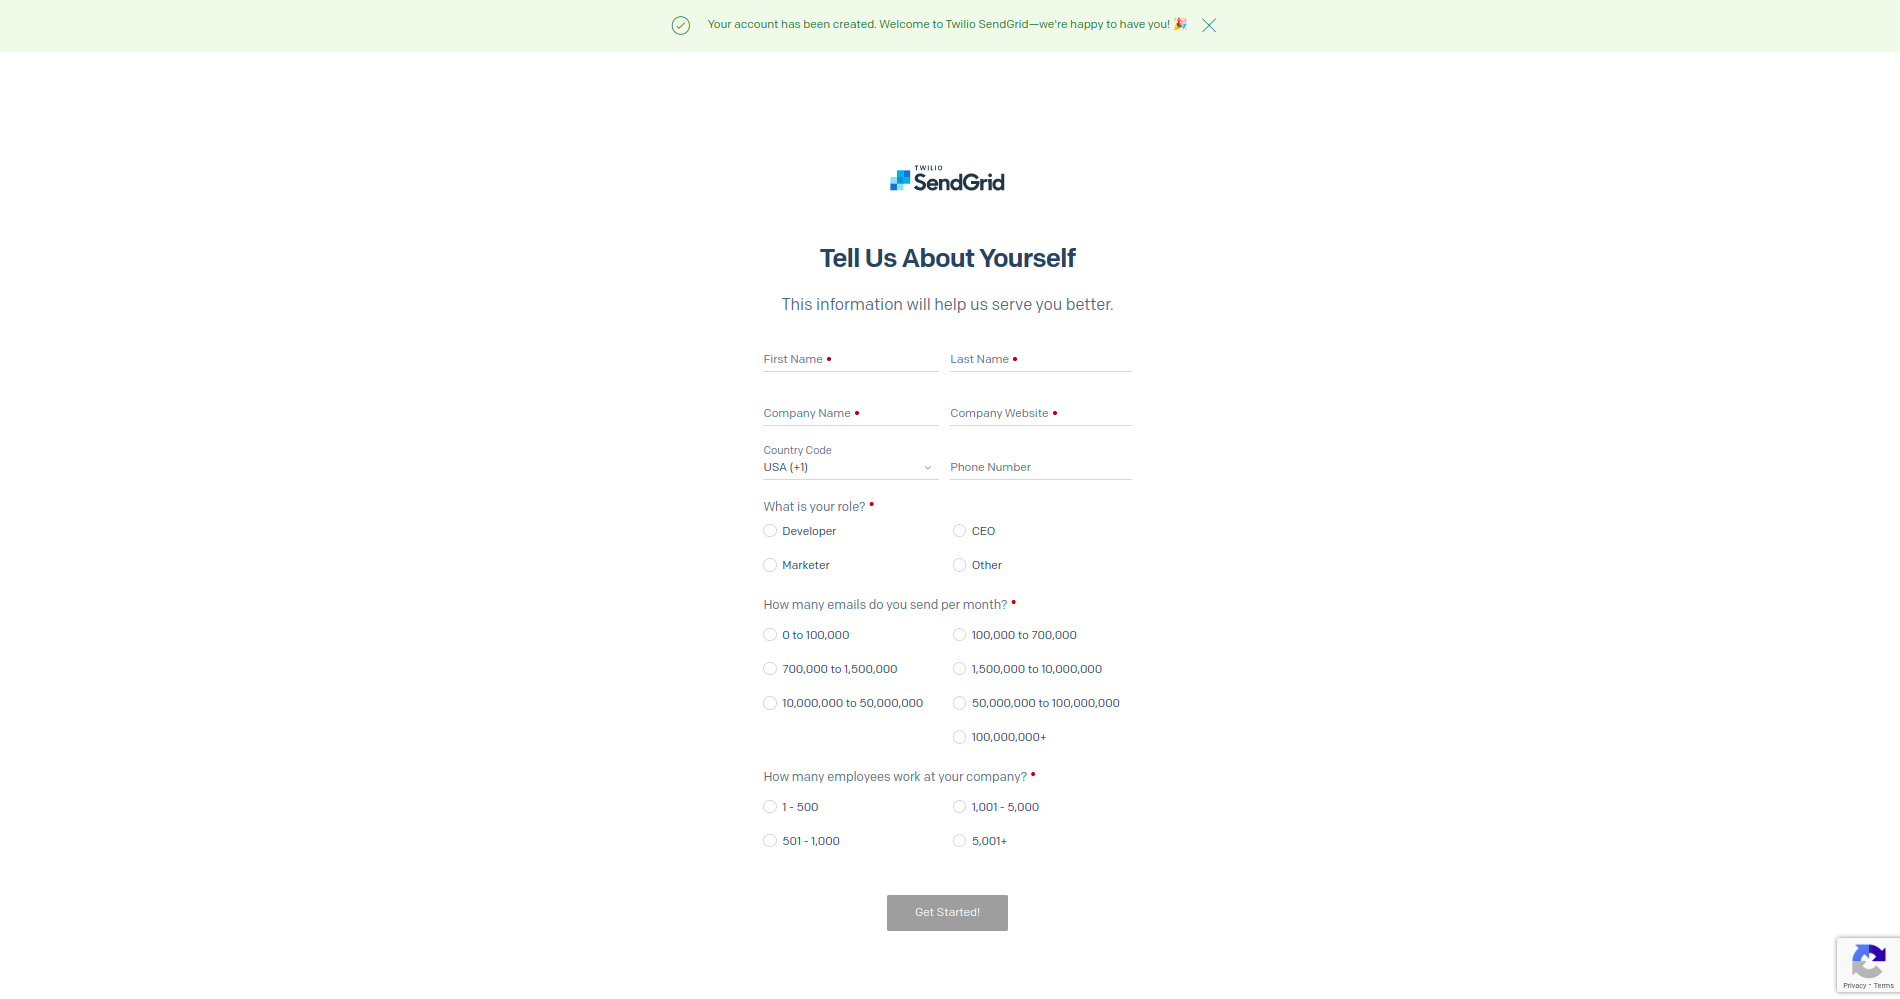 Your account has been created. Welcome to Twilio SendGrid—we're happy to have you! 🎉
TWILIO
SendGrid
Tell Us About Yourself
This information will help us serve you better.
First Name • Last Name •
Company Name • Company Website •
Country Code
USA (+1) Phone Number
What is your role? •
Developer CEO
Marketer Other
How many emails do you send per month? •
0 to 100,000 100,000 to 700,000
700,000 to 1,500,000 1,500,000 to 10,000,000
10,000,000 to 50,000,000 50,000,000 to 100,000,000
100,000,000+
How many employees work at your company? •
1 - 500 1,001 - 5,000
501 - 1,000 5,001+
Get Started!
Privacy - Terms